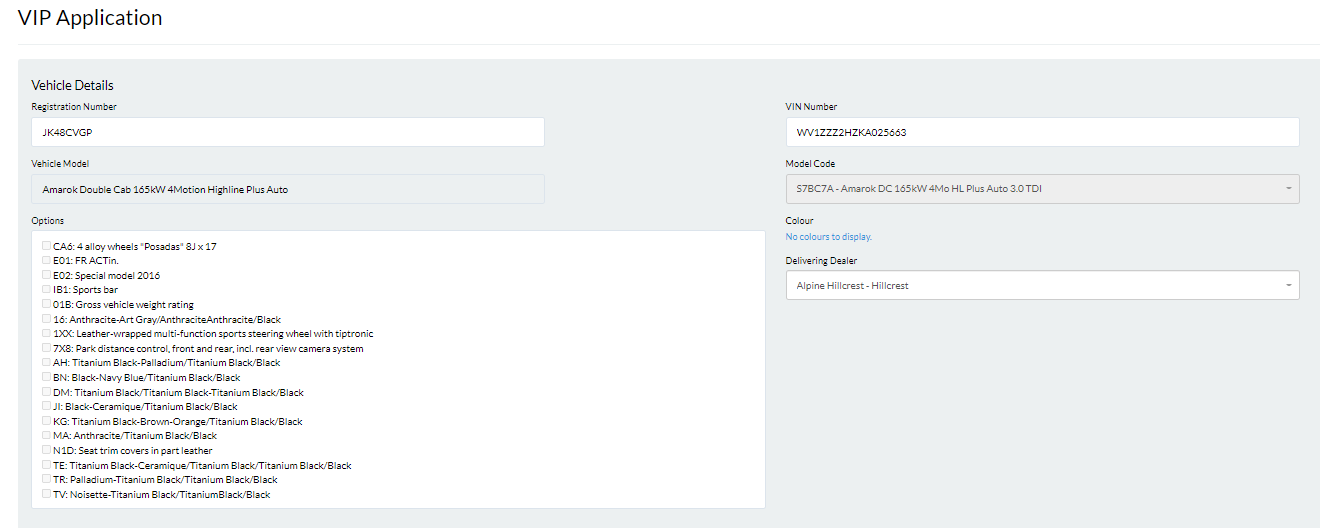 VIP Application
Vehicle Details
Registration Number
JK48CVGP
Vehicle Model
Amarok Double Cab 165kW 4Motion Highline Plus Auto
Options
CA6: 4 alloy wheels "Posadas" 8J x 17
E01: FR ACTin.
E02: Special model 2016
IB1: Sports bar
01B: Gross vehicle weight rating
16: Anthracite-Art Gray/AnthraciteAnthracite/Black
1XX: Leather-wrapped multi-function sports steering wheel with tiptronic
7X8: Park distance control, front and rear, incl. rear view camera system
AH: Titanium Black-Palladium/Titanium Black/Black
BN: Black-Navy Blue/Titanium Black/Black
DM: Titanium Black/Titanium Black-Titanium Black/Black
JI: Black-Ceramique/Titanium Black/Black
KG: Titanium Black-Brown-Orange/Titanium Black/Black
MA: Anthracite/Titanium Black/Black
N1D: Seat trim covers in part leather
TE: Titanium Black-Ceramique/Titanium Black/Titanium Black/Black
TR: Palladium-Titanium Black/Titanium Black/Black
TV: Noisette-Titanium Black/TitaniumBlack/Black
VIN Number
WV1ZZZ2HZKA025663
Model Code
S7BC7A - Amarok DC 165kW 4Mo HL Plus Auto 3.0 TDI
Colour
No colours to display.
Delivering Dealer
Alpine Hillcrest - Hillcrest